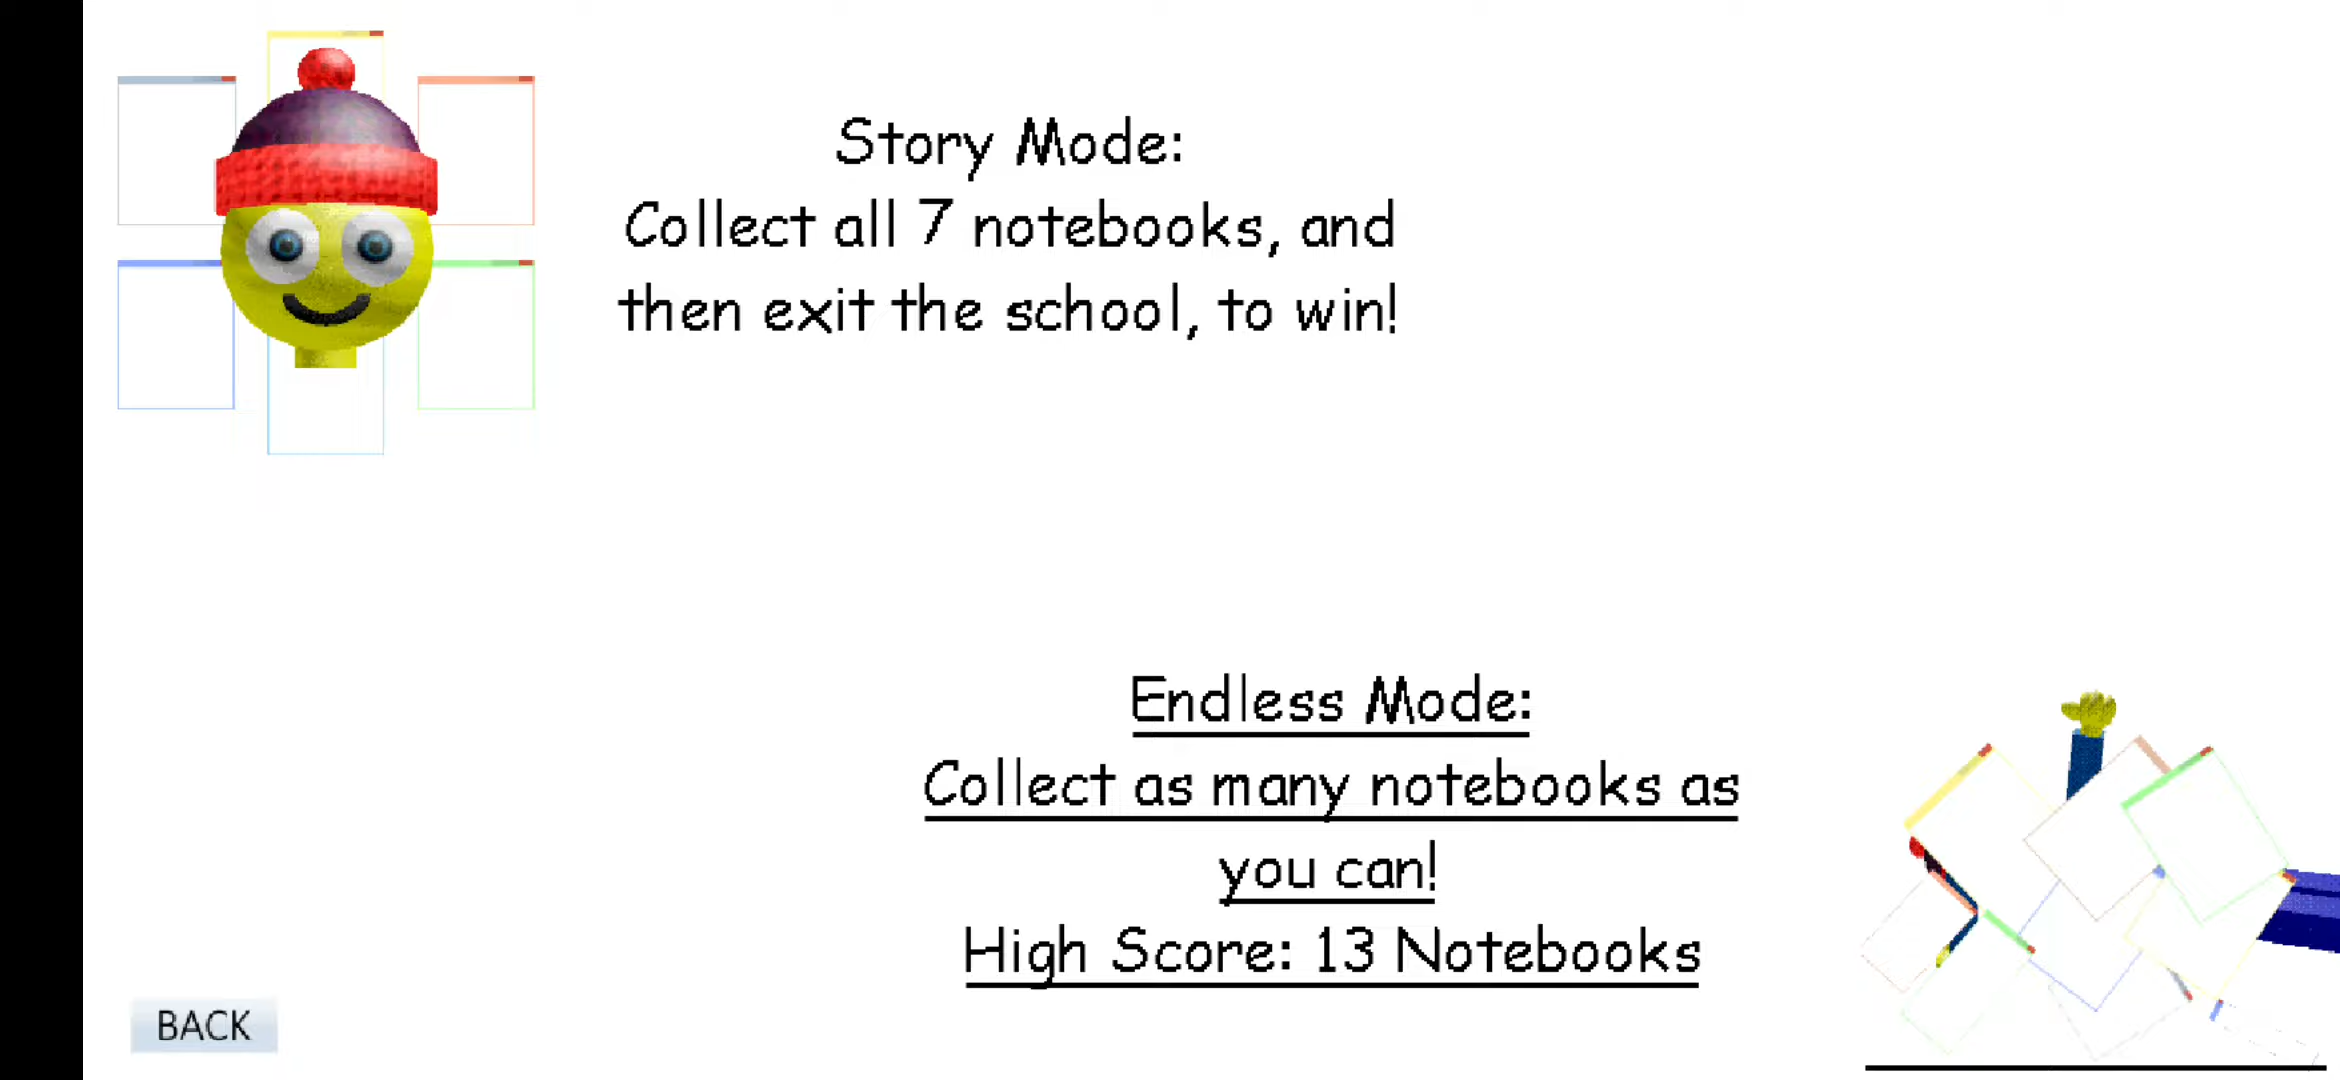 Story Mode:
Collect all 7 notebooks, and
then exit the school, to win!
Endless Mode:
Collect as many notebooks as
you can!
High Score: 13 Notebooks
BACK